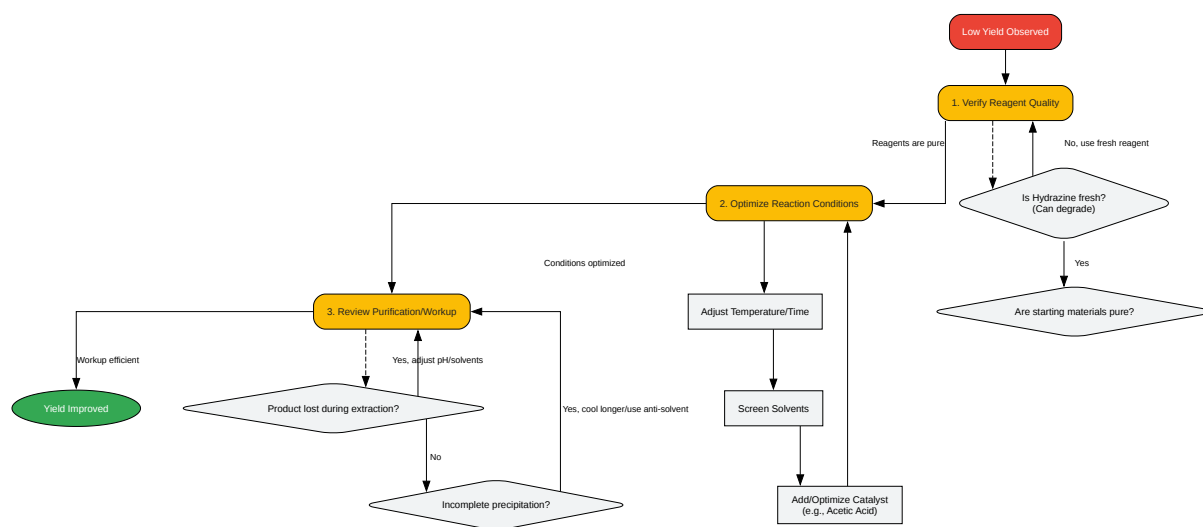 Low Yield Observed
1. Verify Reagent Quality
Reagents are pure
No, use fresh reagent
Is Hydrazine fresh?
(Can degrade)
2. Optimize Reaction Conditions
Yes
Conditions optimized
Are starting materials pure?
3. Review Purification/Workup
Adjust Temperature/Time
Workup efficient
Yes, adjust pH/solvents
Yield Improved
Product lost during extraction?
Yes, cool longer/use anti-solvent
Screen Solvents
No
Incomplete precipitation?
Add/Optimize Catalyst
(e.g., Acetic Acid)